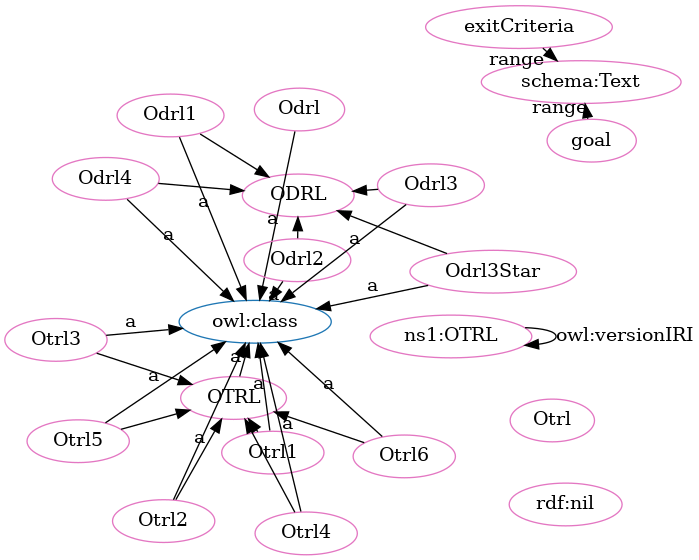 exitCriteria
range
schema:Text
range
goal
Odrl1
Odrl
Odrl4
ODRL
Odrl3
a
a
a
a
Odrl2
Odrl3Star
a
a
owl:class
a
Otrl3
ns1:OTRL
owl:versionIRI
a
a
a
a
OTRL
Otrl
a
a
Otrl5
Otrl1
Otrl6
rdf:nil
Otrl2
Otrl4